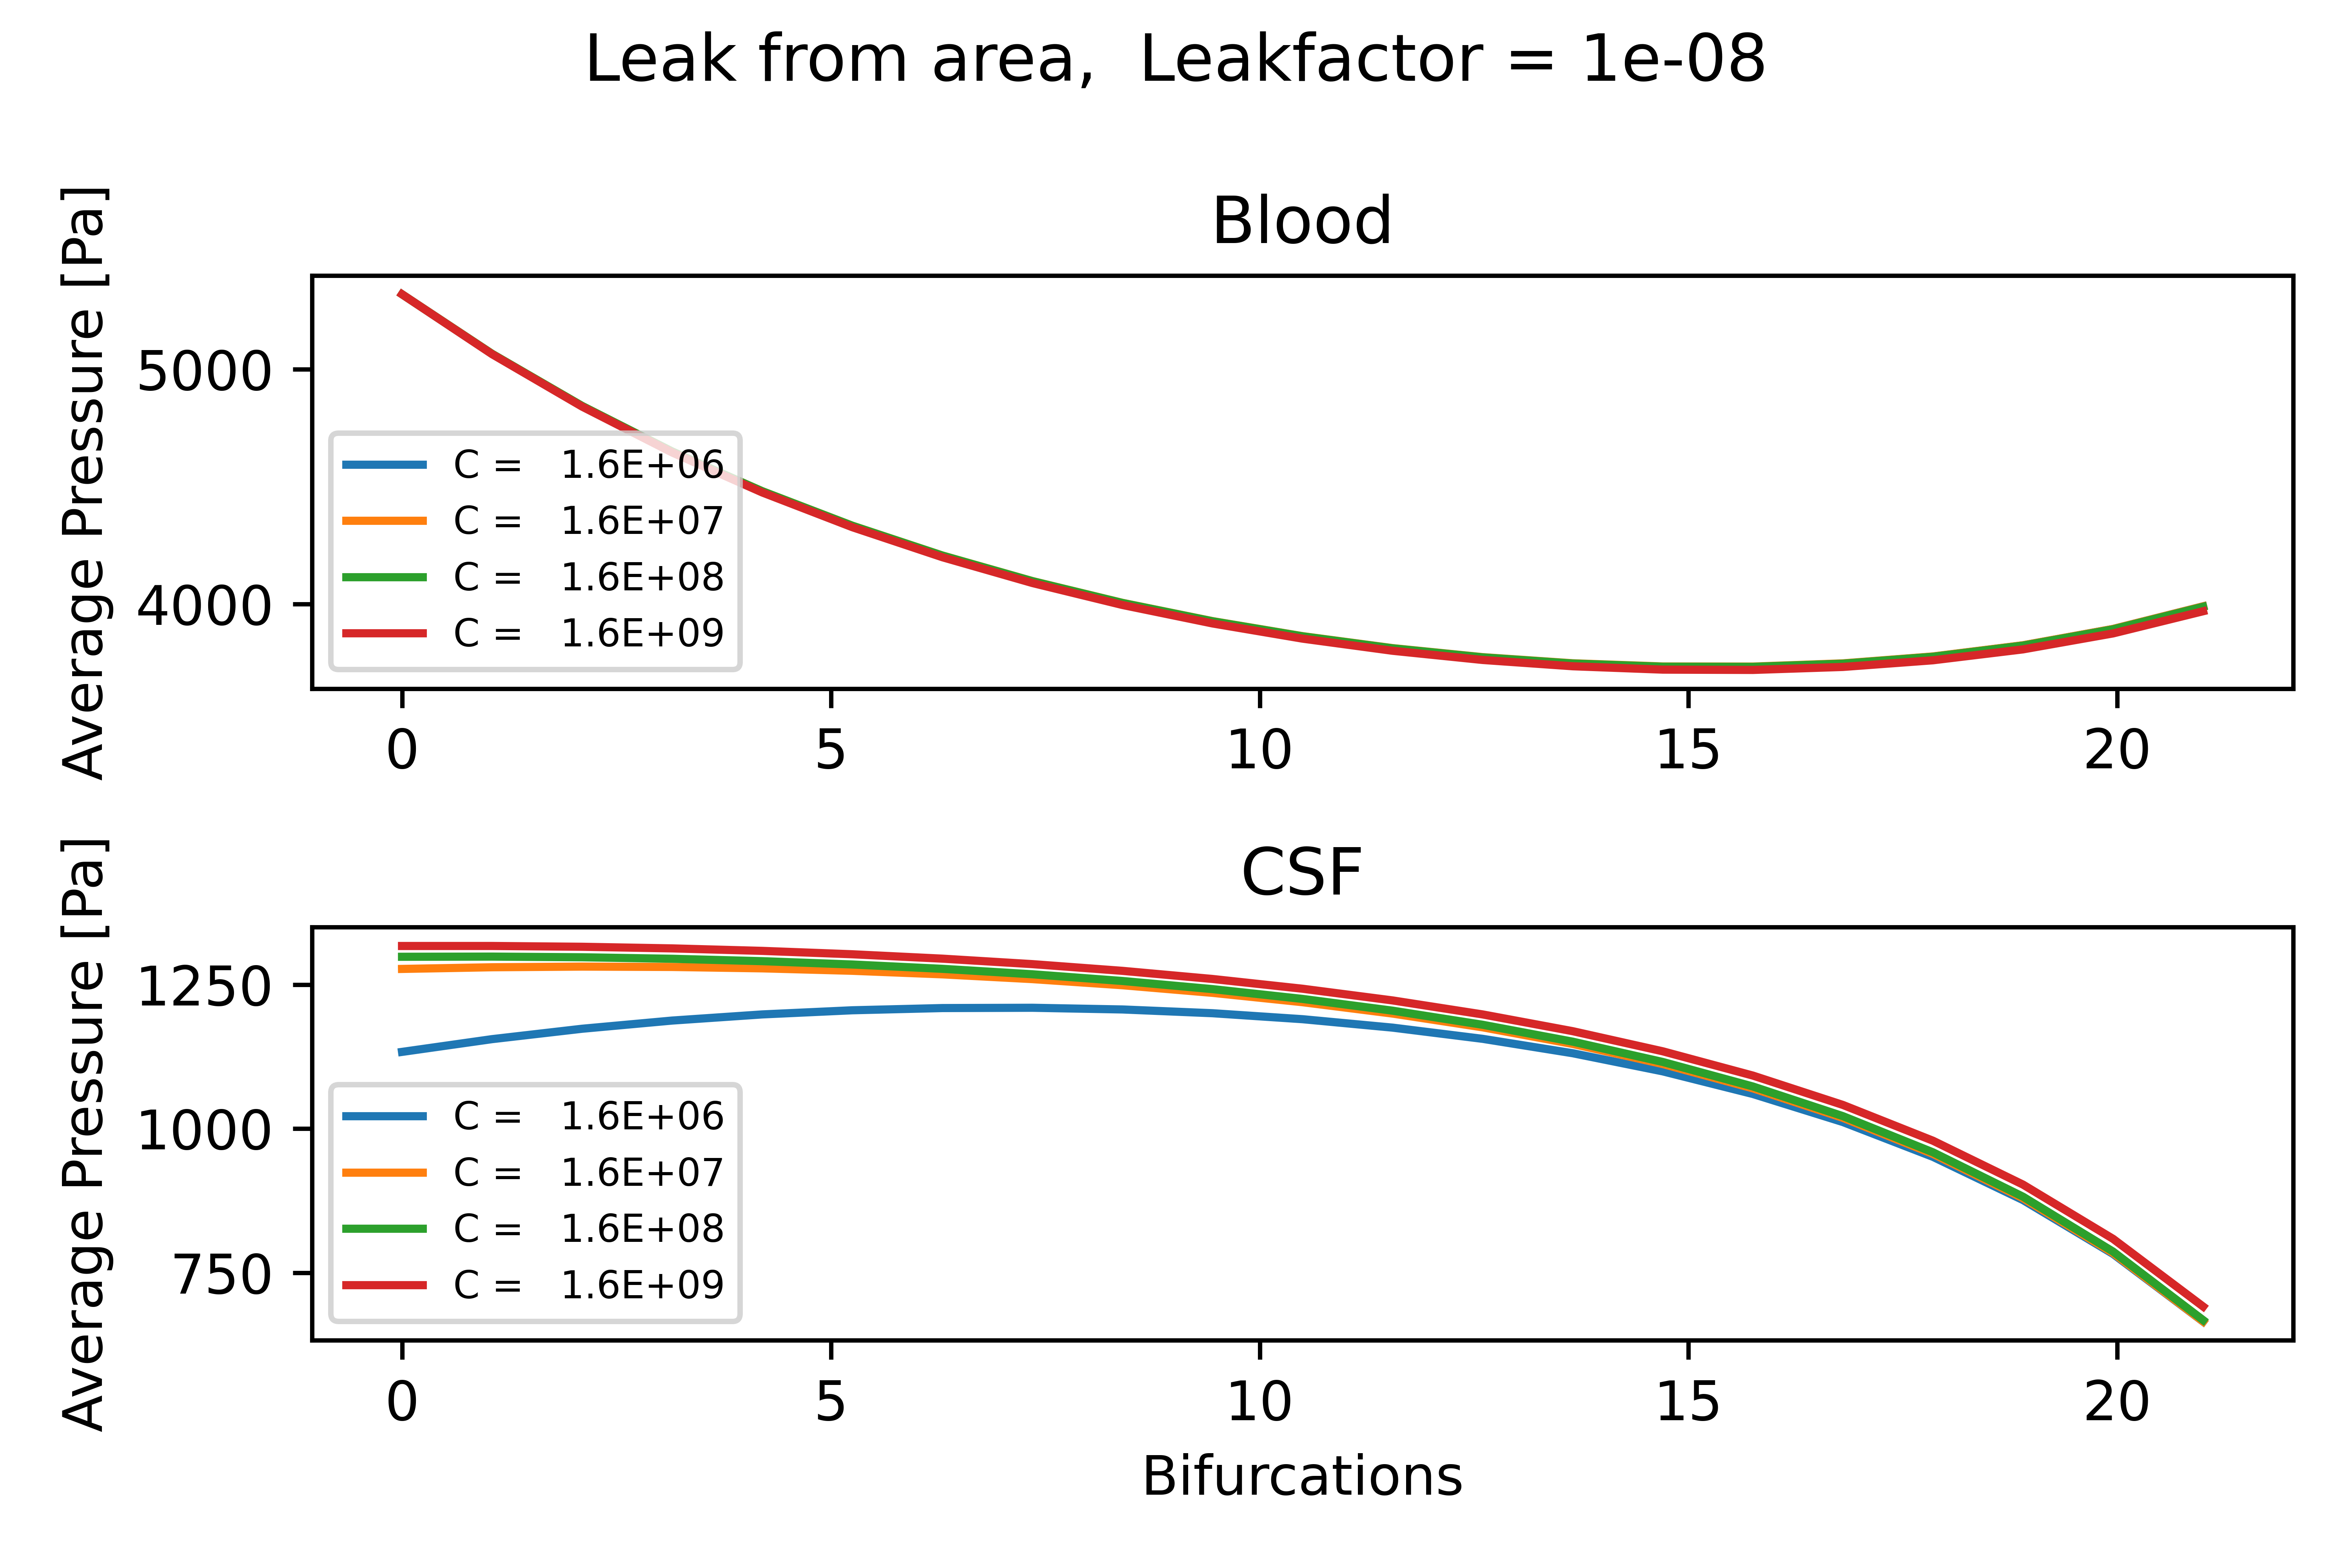 Leak from area,  Leakfactor = 1e-08
Blood
Average Pressure [Pa]
5000
4000
C =   1.6E+06
C =   1.6E+07
C =   1.6E+08
C =   1.6E+09
0 5 10 15 20
CSF
Average Pressure [Pa]
1250
1000
750
C =   1.6E+06
C =   1.6E+07
C =   1.6E+08
C =   1.6E+09
0 5 10 15 20
Bifurcations